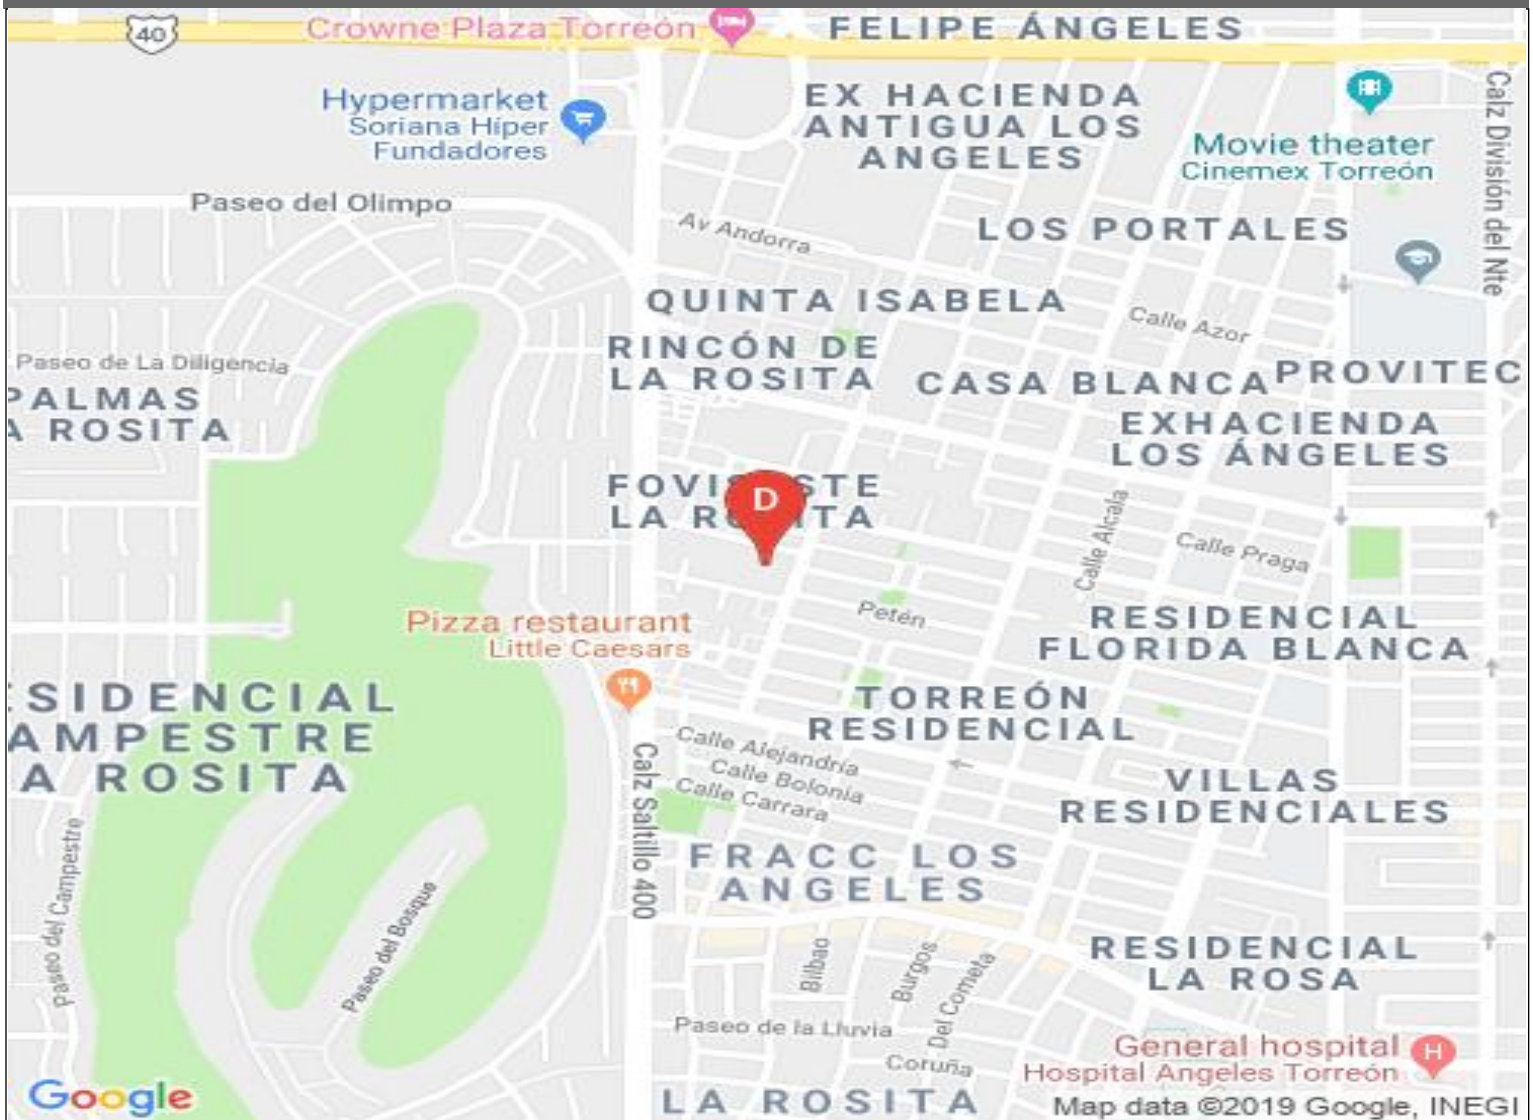 40
Crowne Plaza Torreón
FELIPE ÁNGELES
Hypermarket
Soriana Híper
Fundadores
EX HACIENDA
ANTIGUA LOS
ANGELES
Movie theater
Cinemex Torreón
Calz División del Nte
Paseo del Olimpo
Av Andorra
LOS PORTALES
QUINTA ISABELA
Calle Azor
Paseo de La Diligencia
RINCÓN DE
LA ROSITA
CASA BLANCA
PROVITEC
PALMAS
A ROSITA
EXHACIENDA
LOS ÁNGELES
FOVIS STE
LA R ITA
D
Calle Alcala
Calle Praga
Petén
Pizza restaurant
Little Caesars
RESIDENCIAL
FLORIDA BLANCA
ESIDENCIAL
AMPESTRE
A ROSITA
TORREÓN
RESIDENCIAL
Calle Alejandría
Calle Bolonia
Calle Carrara
Calz Saltillo 400
VILLAS
RESIDENCIALES
FRACC LOS
ANGELES
Paseo del Campestre
Paseo del Bosque
Bilbao
Burgos
Del Cometa
RESIDENCIAL
LA ROSA
Paseo de la Lluvia
Coruña
General hospital
Hospital Angeles Torreón
H
Google
LA ROSITA
Map data ©2019 Google, INEGI